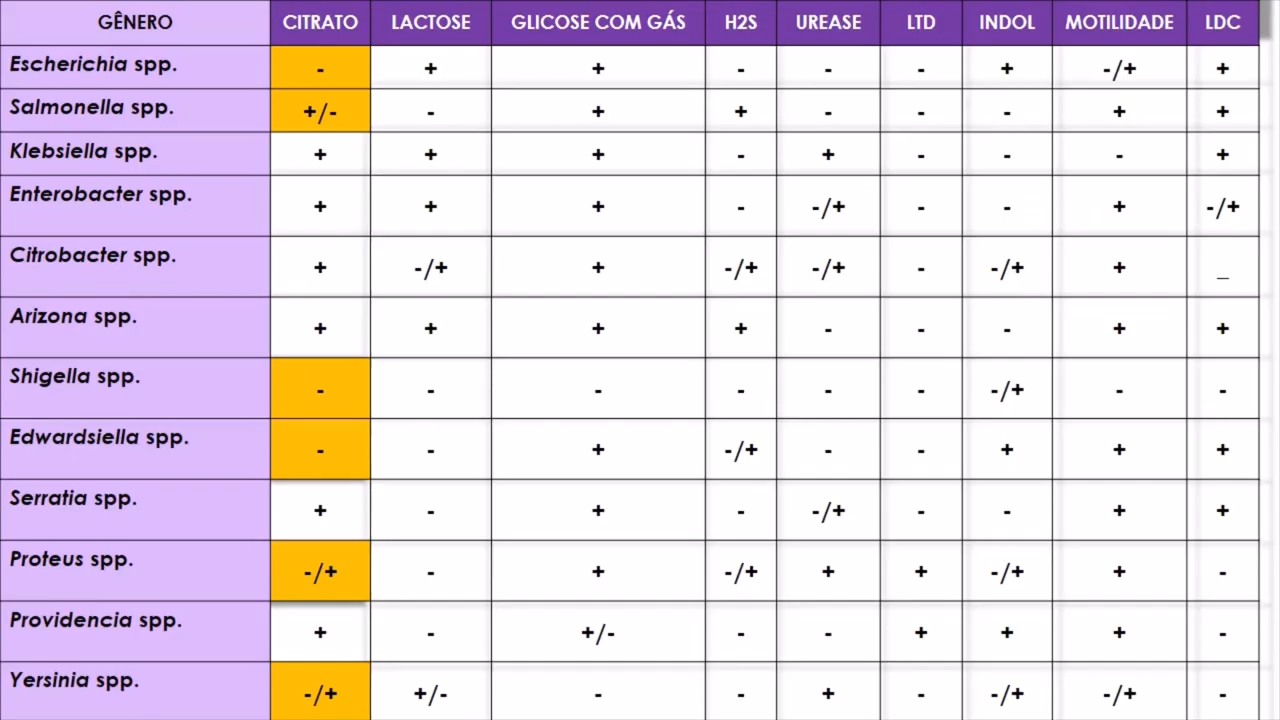 GÊNERO CITRATO LACTOSE GLICOSE COM GÁS H2S UREASE LTD INDOL MOTILIDADE LDC
Escherichia spp. - + + - - - + -/+ +
Salmonella spp. +/- - + + - - - + +
Klebsiella spp. + + + - + - - - +
Enterobacter spp. + + + - -/+ - - + -/+
Citrobacter spp. + -/+ + -/+ -/+ - -/+ + _
Arizona spp. + + + + - - - + +
Shigella spp. - - - - - - -/+ - -
Edwardsiella spp. - - + -/+ - - + + +
Serratia spp. + - + - -/+ - - + +
Proteus spp. -/+ - + -/+ + + -/+ + -
Providencia spp. + - +/- - - + + + -
Yersinia spp. -/+ +/- - - + - -/+ -/+ -